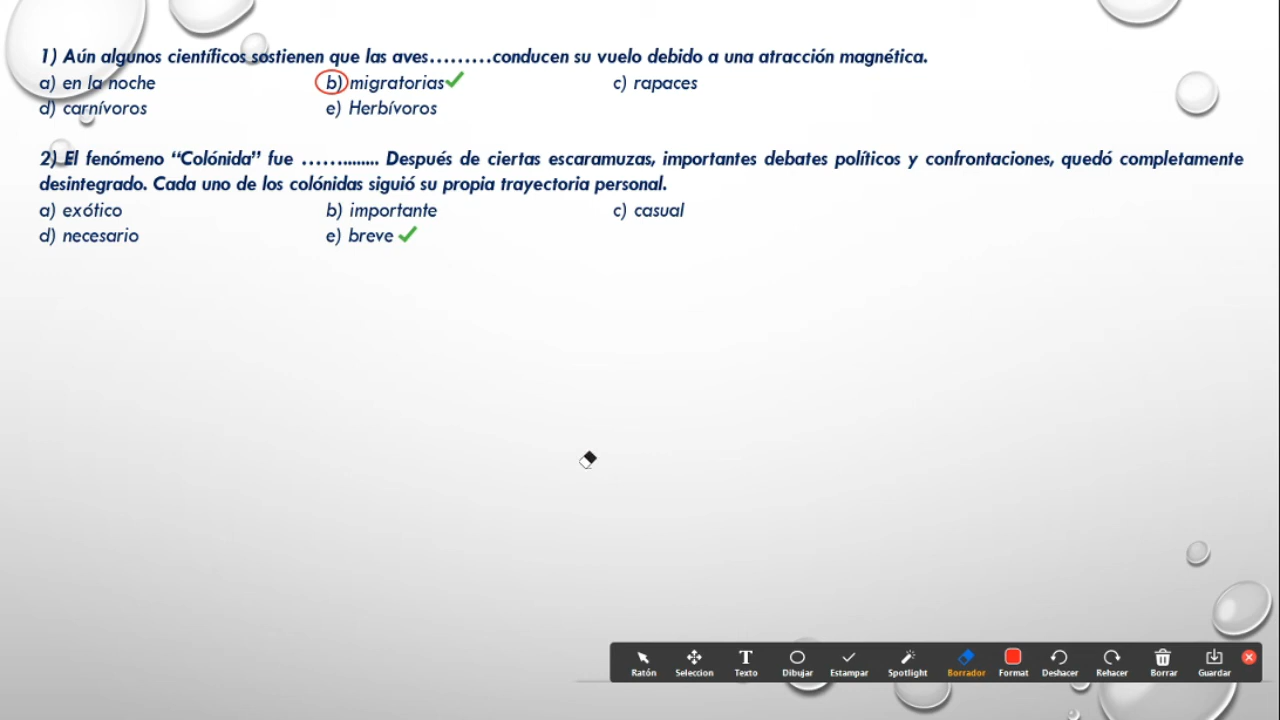 1) Aún algunos científicos sostienen que las aves………conducen su vuelo debido a una atracción magnética.
a) en la noche b) migratorias c) rapaces
d) carnívoros e) Herbívoros
2) El fenómeno “Colónida” fue ……........ Después de ciertas escaramuzas, importantes debates políticos y confrontaciones, quedó completamente
desintegrado. Cada uno de los colónidas siguió su propia trayectoria personal.
a) exótico b) importante c) casual
d) necesario e) breve
Ratón Seleccion Texto Dibujar Estampar Spotlight Borrador Format Deshacer Rehacer Borrar Guardar